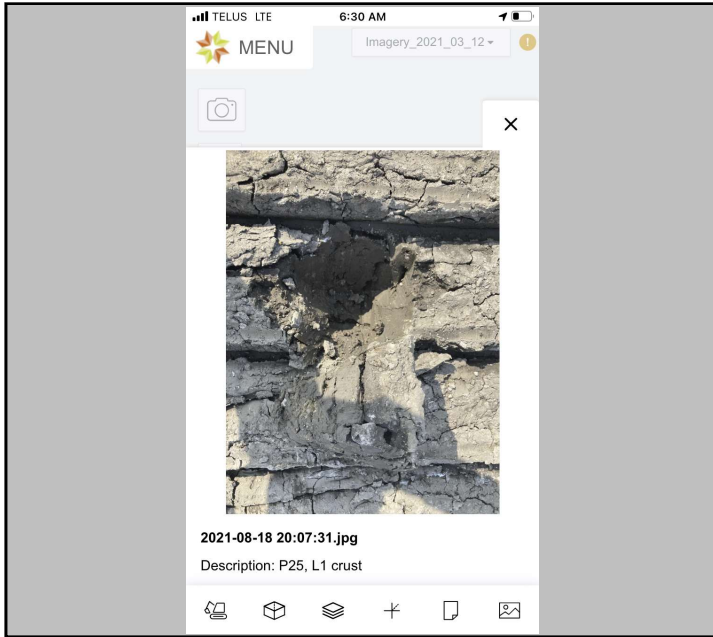 TELUS LTE 6:30 AM
MENU
Imagery_2021_03_12
!
2021-08-18 20:07:31.jpg
Description: P25, L1 crust